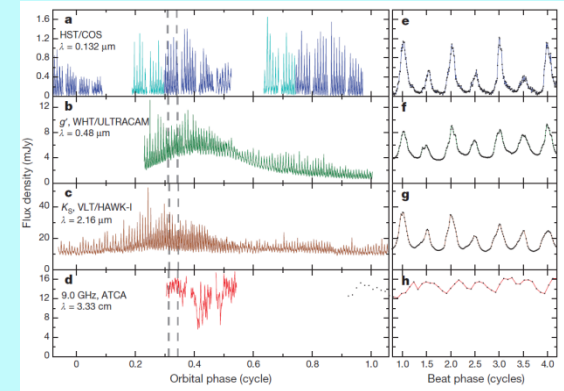 a
HST/COS
λ = 0.132 μm
1.6
1.2
0.8
0.4
0
e
b
g′, WHT/ULTRACAM
λ = 0.48 μm
12
8
4
f
c
KS, VLT/HAWK-I
λ = 2.16 μm
40
20
0
g
d
9.0 GHz, ATCA
λ = 3.33 cm
16
12
8
4
h
Flux density (mJy)
0 0.2 0.4 0.6 0.8 1.0
Orbital phase (cycle)
1.0 1.5 2.0 2.5 3.0 3.5 4.0
Beat phase (cycles)